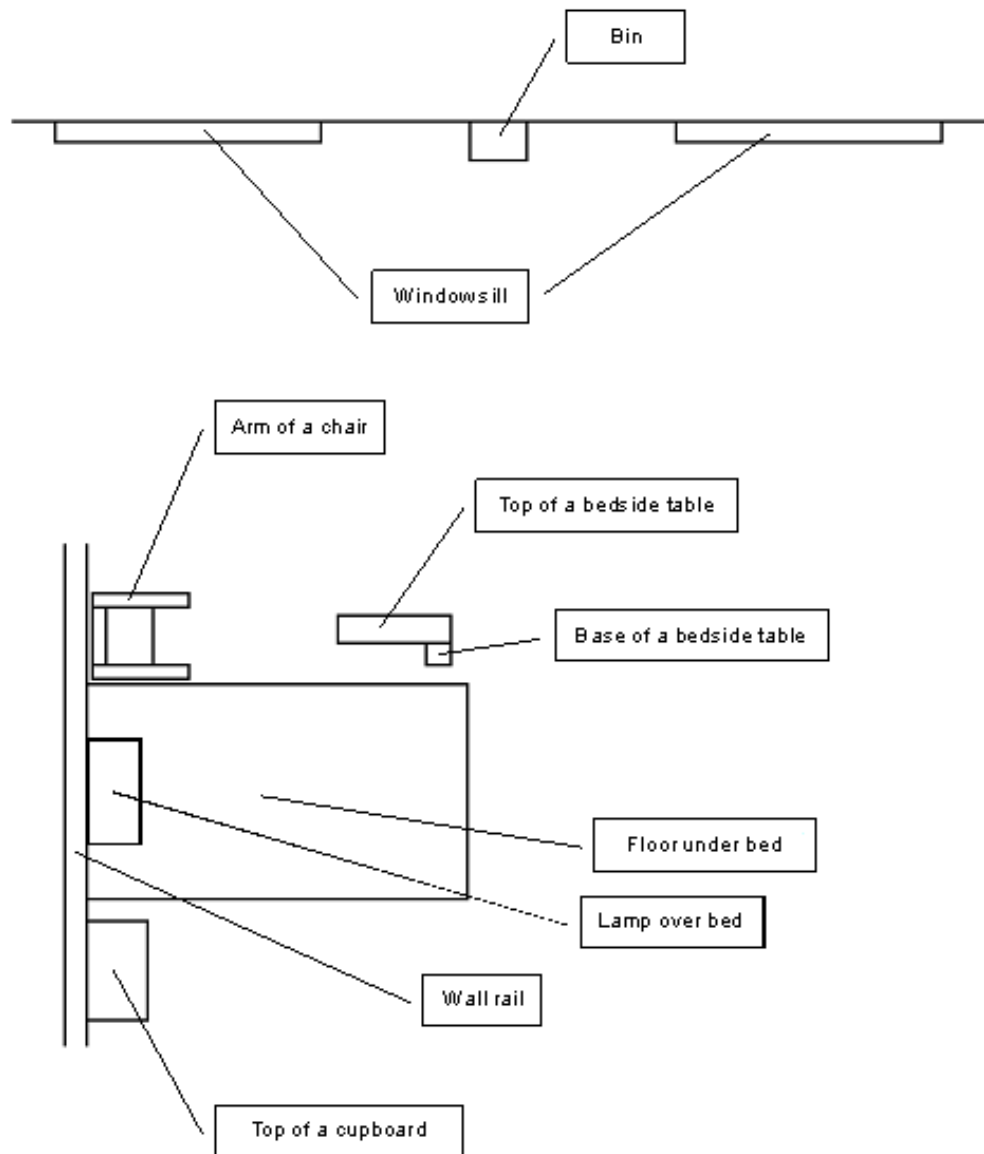 Bin
Windowsill
Arm of a chair
Top of a bedside table
Base of a bedside table
Floor under bed
Lamp over bed
Wall rail
Top of a cupboard